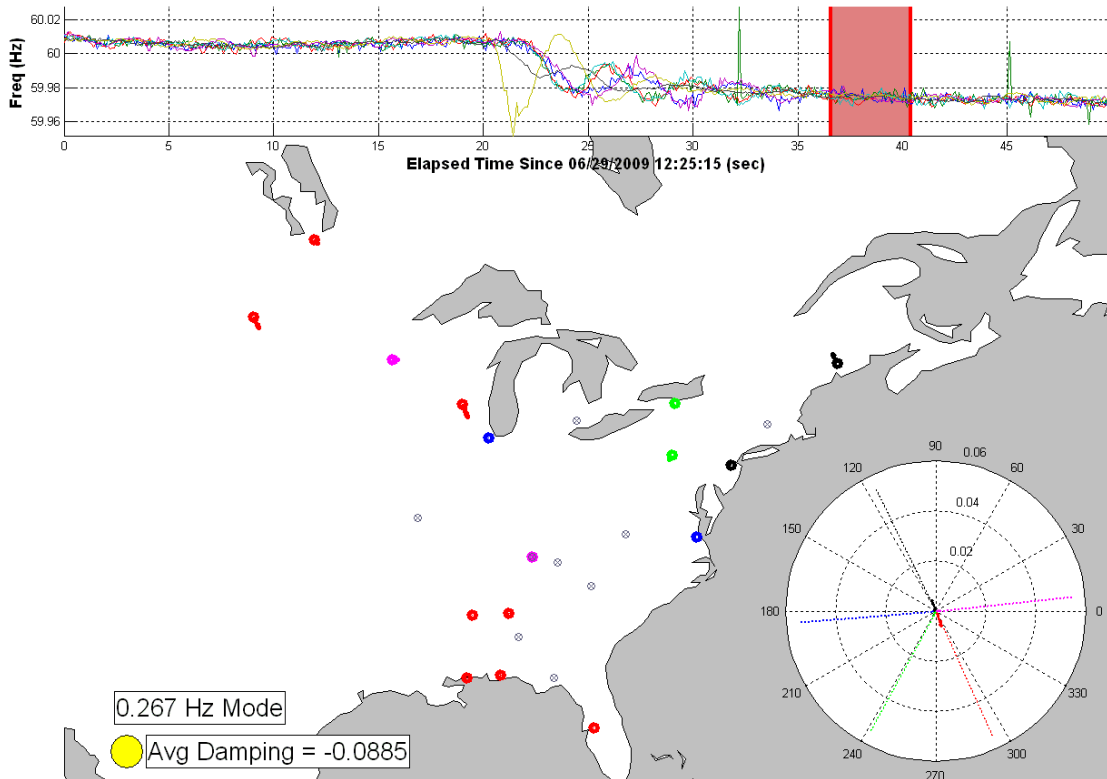 Freq (Hz)
60.02
60
59.98
59.96
0 5 10 15 20 25 30 35 40 45
Elapsed Time Since 06/29/2009 12:25:15 (sec)
90
0.06
120 60
0.04
150 30
0.02
180 0
210 330
240 300
270
0.267 Hz Mode
Avg Damping = -0.0885